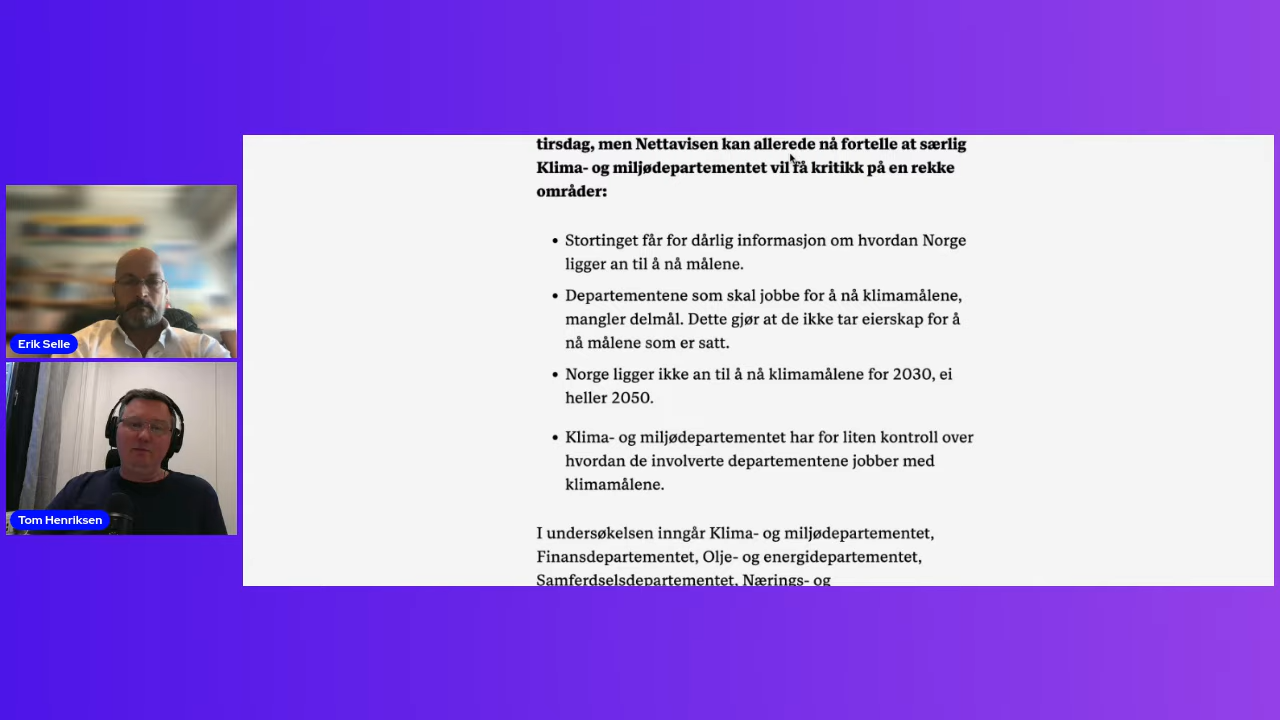 tirsdag, men Nettavisen kan allerede nå fortelle at særlig
Klima- og miljødepartementet vil få kritikk på en rekke
områder:
• Stortinget får for dårlig informasjon om hvordan Norge
ligger an til å nå målene.
• Departementene som skal jobbe for å nå klimamålene,
mangler delmål. Dette gjør at de ikke tar eierskap for å
nå målene som er satt.
• Norge ligger ikke an til å nå klimamålene for 2030, ei
heller 2050.
• Klima- og miljødepartementet har for liten kontroll over
hvordan de involverte departementene jobber med
klimamålene.
I undersøkelsen inngår Klima- og miljødepartementet,
Finansdepartementet, Olje- og energidepartementet,
Samferdselsdepartementet, Nærings- og
Erik Selle
Tom Henriksen